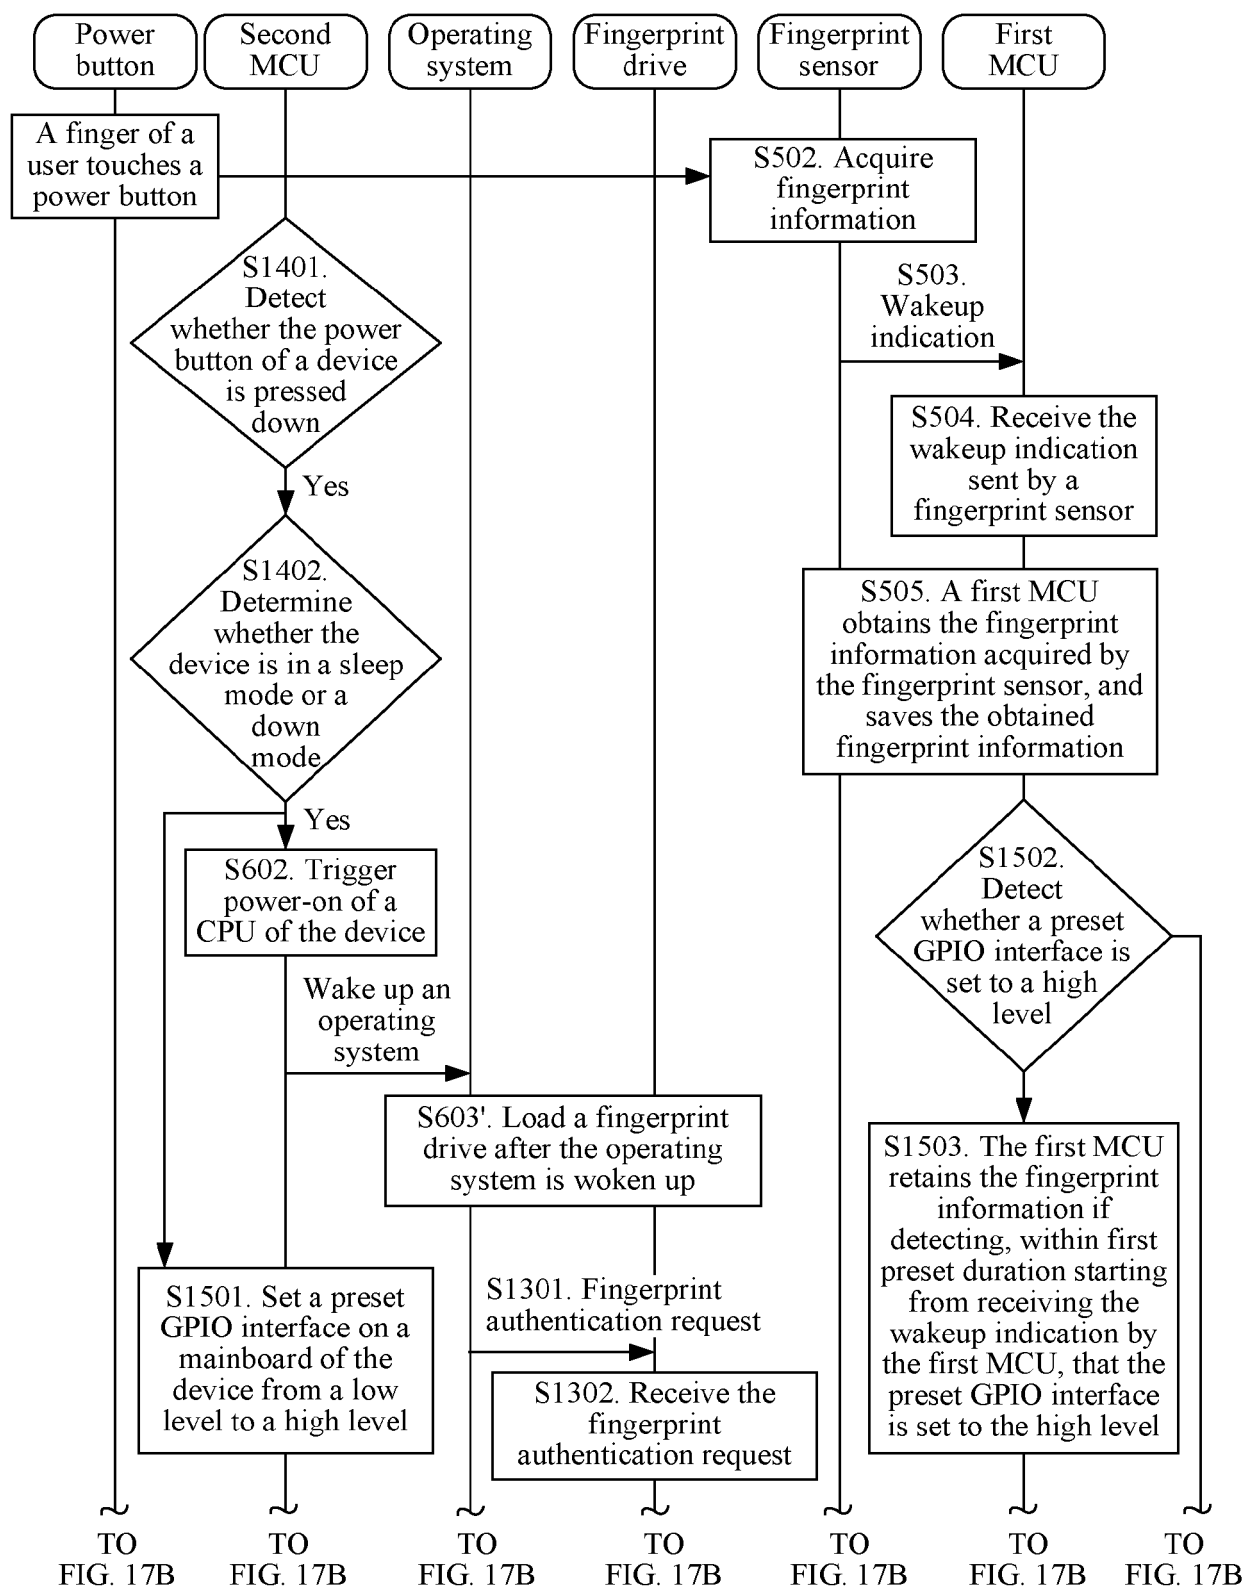 Power
button
Second
MCU
Operating
system
Fingerprint
drive
Fingerprint
sensor
First
MCU
A finger of a
user touches a
power button
S502. Acquire
fingerprint
information
S1401.
Detect
whether the power
button of a device
is pressed
down
S503.
Wakeup
indication
S504. Receive the
wakeup indication
sent by a
fingerprint sensor
Yes
S1402.
Determine
whether the
device is in a sleep
mode or a
down
mode
S505. A first MCU
obtains the fingerprint
information acquired by
the fingerprint sensor, and
saves the obtained
fingerprint information
Yes
S602. Trigger
power-on of a
CPU of the device
S1502.
Detect
whether a preset
GPIO interface is
set to a high
level
Wake up an
operating
system
S603'. Load a fingerprint
drive after the operating
system is woken up
S1503. The first MCU
retains the fingerprint
information if
detecting, within first
preset duration starting
from receiving the
wakeup indication by
the first MCU, that the
preset GPIO interface
is set to the high level
S1501. Set a preset
GPIO interface on a
mainboard of the
device from a low
level to a high level
S1301. Fingerprint
authentication request
S1302. Receive the
fingerprint
authentication request
TO
FIG. 17B
TO
FIG. 17B
TO
FIG. 17B
TO
FIG. 17B
TO
FIG. 17B
TO
FIG. 17B
TO
FIG. 17B